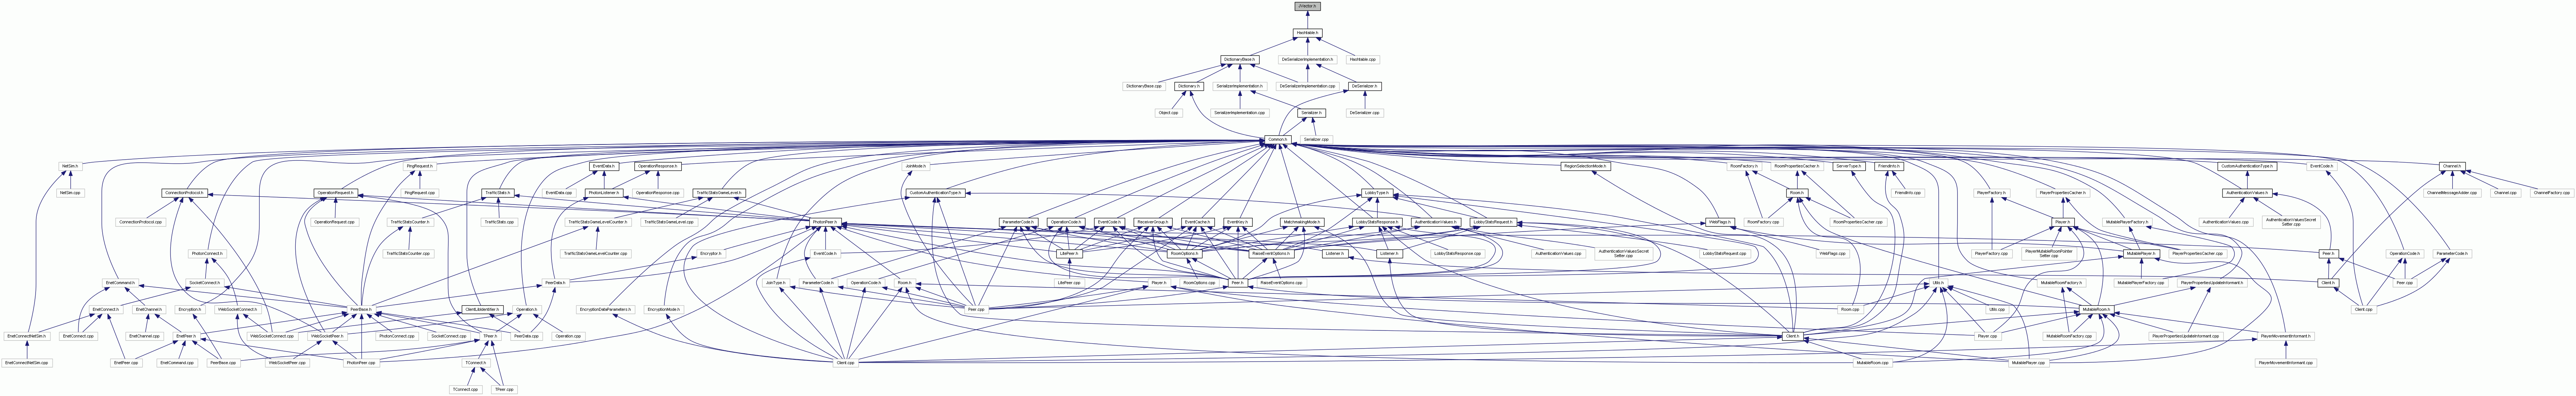 JVector.h
Hashtable.h
DictionaryBase.h
DeSerializerImplementation.h
Hashtable.cpp
DictionaryBase.cpp
Dictionary.h
SerializerImplementation.h
DeSerializerImplementation.cpp
DeSerializer.h
Object.cpp
SerializerImplementation.cpp
Serializer.h
DeSerializer.cpp
Common.h
Serializer.cpp
NetSim.h
PingRequest.h
EventData.h
OperationResponse.h
JoinMode.h
RegionSelectionMode.h
RoomFactory.h
RoomPropertiesCacher.h
ServerType.h
FriendInfo.h
CustomAuthenticationType.h
EventCode.h
Channel.h
NetSim.cpp
ConnectionProtocol.h
OperationRequest.h
PingRequest.cpp
TrafficStats.h
EventData.cpp
PhotonListener.h
OperationResponse.cpp
TrafficStatsGameLevel.h
CustomAuthenticationType.h
LobbyType.h
Room.h
FriendInfo.cpp
PlayerFactory.h
PlayerPropertiesCacher.h
AuthenticationValues.h
ChannelMessageAdder.cpp
Channel.cpp
ChannelFactory.cpp
ConnectionProtocol.cpp
OperationRequest.cpp
TrafficStatsCounter.h
TrafficStats.cpp
TrafficStatsGameLevelCounter.h
TrafficStatsGameLevel.cpp
PhotonPeer.h
ParameterCode.h
OperationCode.h
EventCode.h
ReceiverGroup.h
EventCache.h
EventKey.h
MatchmakingMode.h
LobbyStatsResponse.h
AuthenticationValues.h
LobbyStatsRequest.h
WebFlags.h
RoomFactory.cpp
RoomPropertiesCacher.cpp
Player.h
MutablePlayerFactory.h
AuthenticationValues.cpp
AuthenticationValuesSecret
Setter.cpp
PhotonConnect.h
TrafficStatsCounter.cpp
TrafficStatsGameLevelCounter.cpp
Encryptor.h
EventCode.h
LitePeer.h
RoomOptions.h
RaiseEventOptions.h
Listener.h
Listener.h
LobbyStatsResponse.cpp
AuthenticationValues.cpp
AuthenticationValuesSecret
Setter.cpp
LobbyStatsRequest.cpp
WebFlags.cpp
PlayerFactory.cpp
PlayerMutableRoomPointer
Setter.cpp
MutablePlayer.h
PlayerPropertiesCacher.cpp
Peer.h
OperationCode.h
ParameterCode.h
EnetCommand.h
SocketConnect.h
PeerData.h
JoinType.h
ParameterCode.h
OperationCode.h
Room.h
LitePeer.cpp
Player.h
RoomOptions.cpp
Peer.h
RaiseEventOptions.cpp
Utils.h
MutableRoomFactory.h
MutablePlayerFactory.cpp
PlayerPropertiesUpdateInformant.h
Client.h
Peer.cpp
EnetConnect.h
EnetChannel.h
Encryption.h
WebSocketConnect.h
PeerBase.h
ClientLibIdentifier.h
Operation.h
EncryptionDataParameters.h
EncryptionMode.h
Peer.cpp
Room.cpp
Utils.cpp
MutableRoom.h
Client.cpp
EnetConnectNetSim.h
EnetConnect.cpp
EnetPeer.h
EnetChannel.cpp
WebSocketConnect.cpp
WebSocketPeer.h
PhotonConnect.cpp
SocketConnect.cpp
TPeer.h
PeerData.cpp
Operation.cpp
Client.h
Player.cpp
MutableRoomFactory.cpp
PlayerPropertiesUpdateInformant.cpp
PlayerMovementInformant.h
EnetConnectNetSim.cpp
EnetPeer.cpp
EnetCommand.cpp
PeerBase.cpp
WebSocketPeer.cpp
PhotonPeer.cpp
TConnect.h
Client.cpp
MutableRoom.cpp
MutablePlayer.cpp
PlayerMovementInformant.cpp
TConnect.cpp
TPeer.cpp